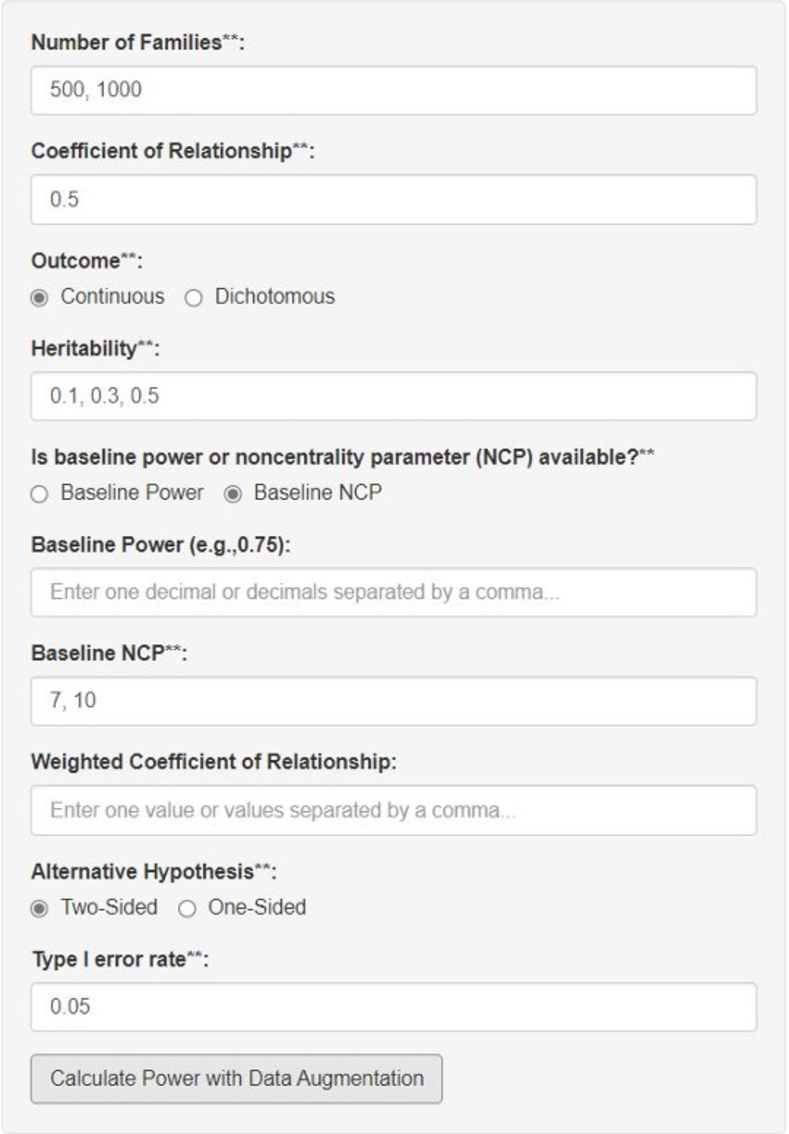 Number of Families**:
500, 1000
Coefficient of Relationship**:
0.5
Outcome**:
Continuous Dichotomous
Heritability**:
0.1, 0.3, 0.5
Is baseline power or noncentrality parameter (NCP) available?**
Baseline Power Baseline NCP
Baseline Power (e.g.,0.75):
Enter one decimal or decimals separated by a comma...
Baseline NCP**:
7, 10
Weighted Coefficient of Relationship:
Enter one value or values separated by a comma...
Alternative Hypothesis**:
Two-Sided One-Sided
Type I error rate**:
0.05
Calculate Power with Data Augmentation